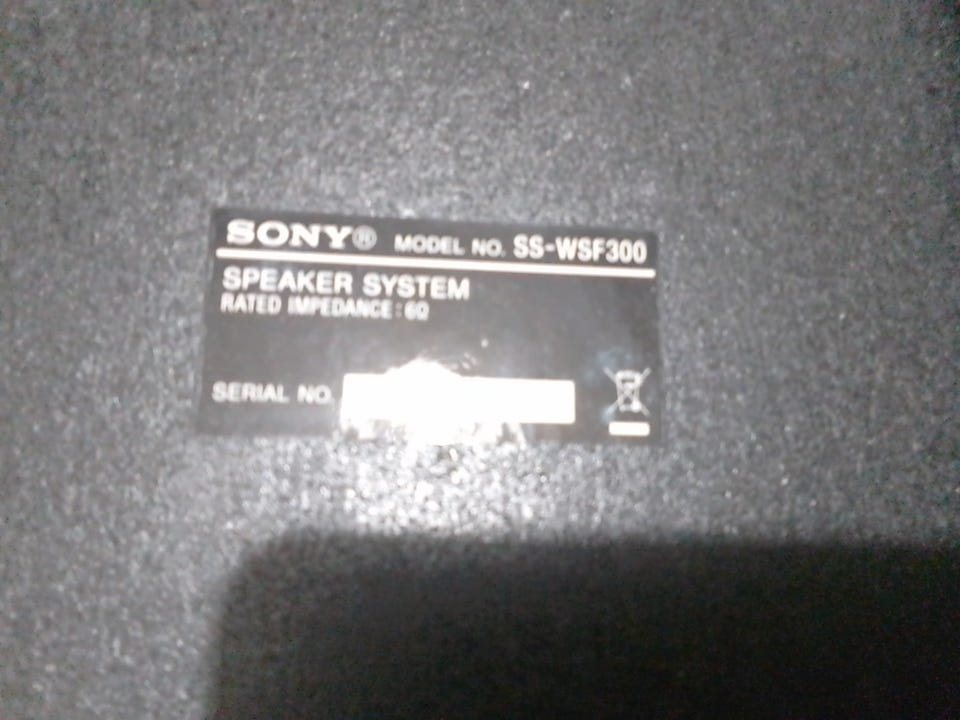 SONY® MODEL NO. SS-WSF300
SPEAKER SYSTEM
RATED IMPEDANCE : 6Ω
SERIAL NO.